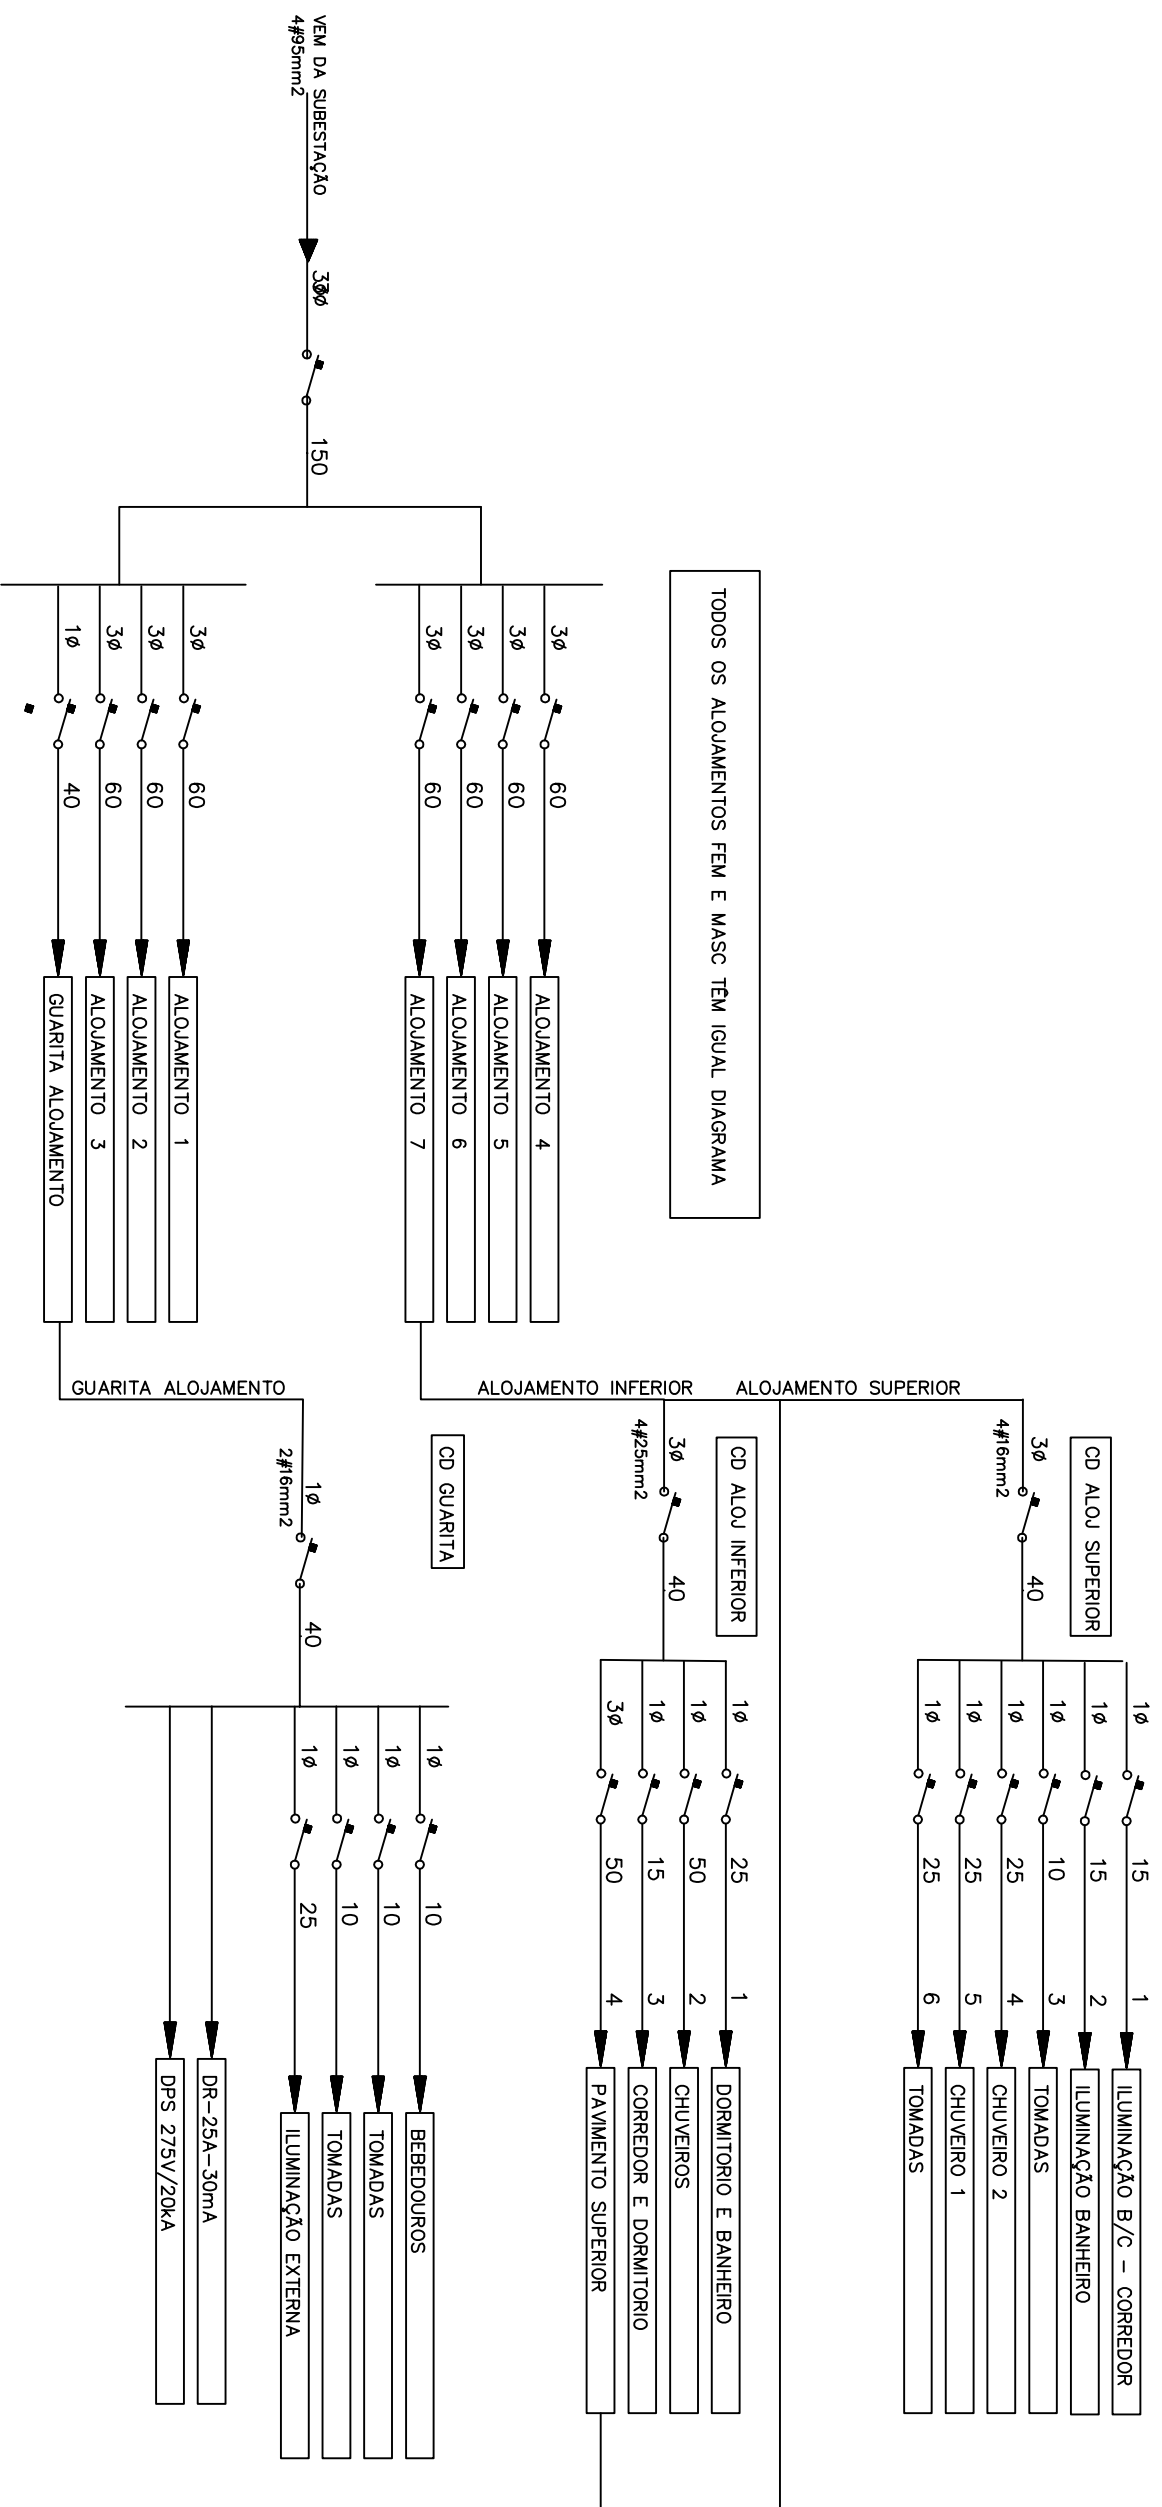 VEM DA SUBESTAÇÃO
4#95mm2
3Ø
150
TODOS OS ALOJAMENTOS FEM E MASC TÊM IGUAL DIAGRAMA
3Ø 60 ALOJAMENTO 4
3Ø 60 ALOJAMENTO 5
3Ø 60 ALOJAMENTO 6
3Ø 60 ALOJAMENTO 7
3Ø 60 ALOJAMENTO 1
3Ø 60 ALOJAMENTO 2
3Ø 60 ALOJAMENTO 3
1Ø 40 GUARITA ALOJAMENTO
ALOJAMENTO SUPERIOR
CD ALOJ SUPERIOR
3Ø 40
4#16mm2
1Ø 15 1 ILUMINAÇÃO B/C - CORREDOR
1Ø 15 2 ILUMINAÇÃO BANHEIRO
1Ø 10 3 TOMADAS
1Ø 25 4 CHUVEIRO 2
1Ø 25 5 CHUVEIRO 1
1Ø 25 6 TOMADAS
ALOJAMENTO INFERIOR
CD ALOJ INFERIOR
3Ø 40
4#25mm2
1Ø 25 1 DORMITORIO E BANHEIRO
1Ø 50 2 CHUVEIROS
1Ø 15 3 CORREDOR E DORMITORIO
3Ø 50 4 PAVIMENTO SUPERIOR
GUARITA ALOJAMENTO
CD GUARITA
1Ø 40
2#16mm2
1Ø 10 BEBEDOUROS
1Ø 10 TOMADAS
1Ø 10 TOMADAS
1Ø 25 ILUMINAÇÃO EXTERNA
DR-25A-30mA
DPS 275V/20kA